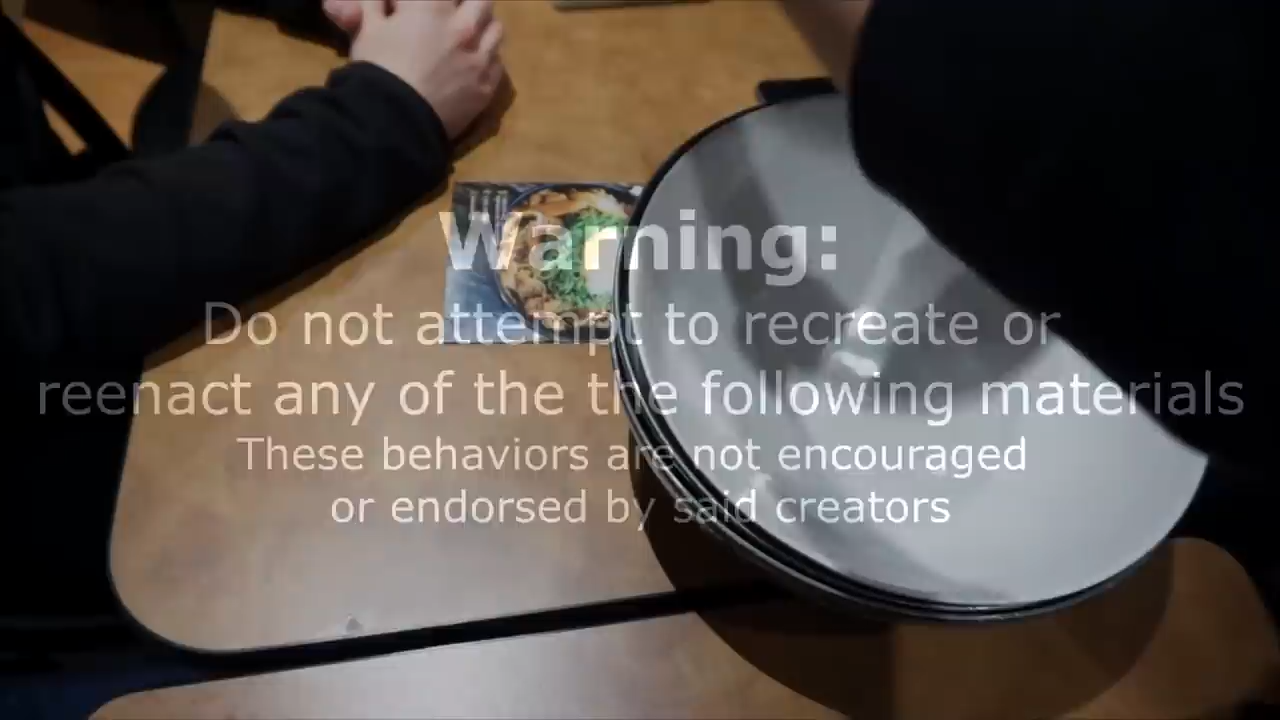 Warning:
Do not attempt to recreate or
reenact any of the the following materials
These behaviors are not encouraged
or endorsed by said creators